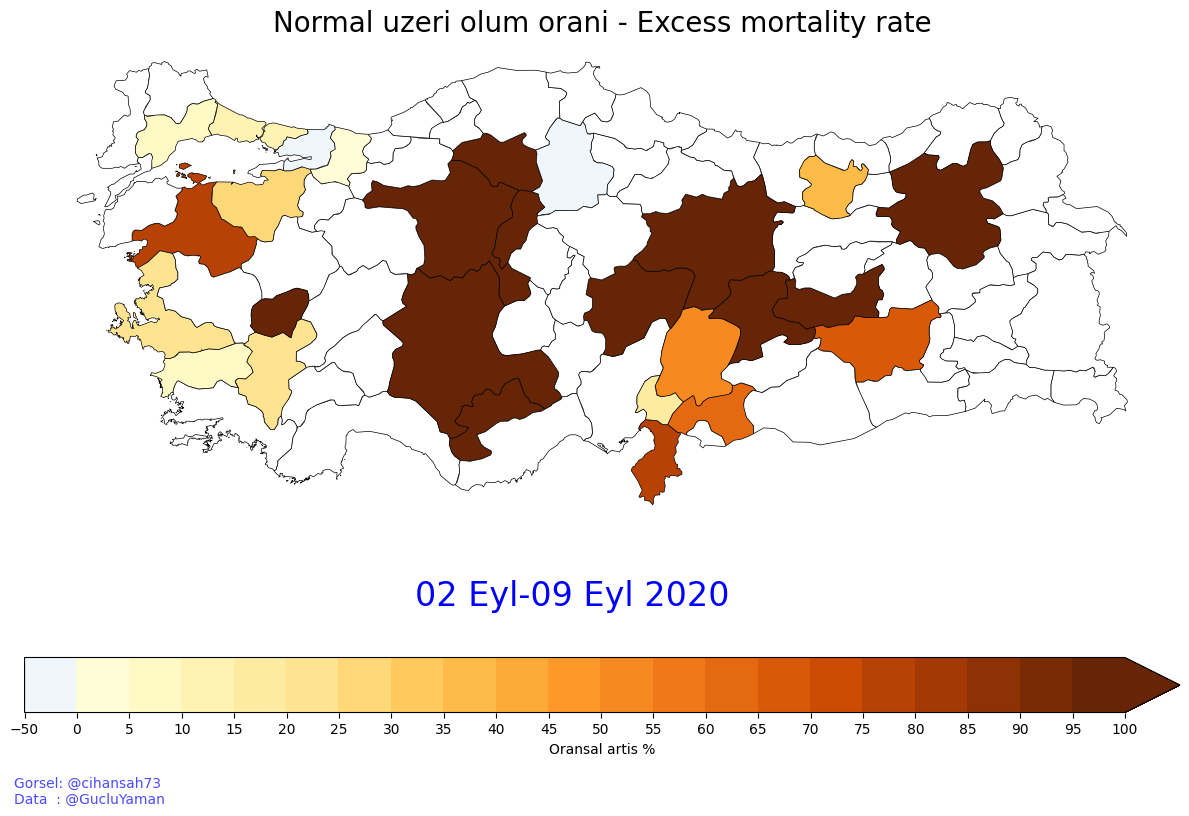 Normal uzeri olum orani - Excess mortality rate
02 Eyl-09 Eyl 2020
−50 0 5 10 15 20 25 30 35 40 45 50 55 60 65 70 75 80 85 90 95 100
Oransal artis %
Gorsel: @cihansah73
Data : @GucluYaman